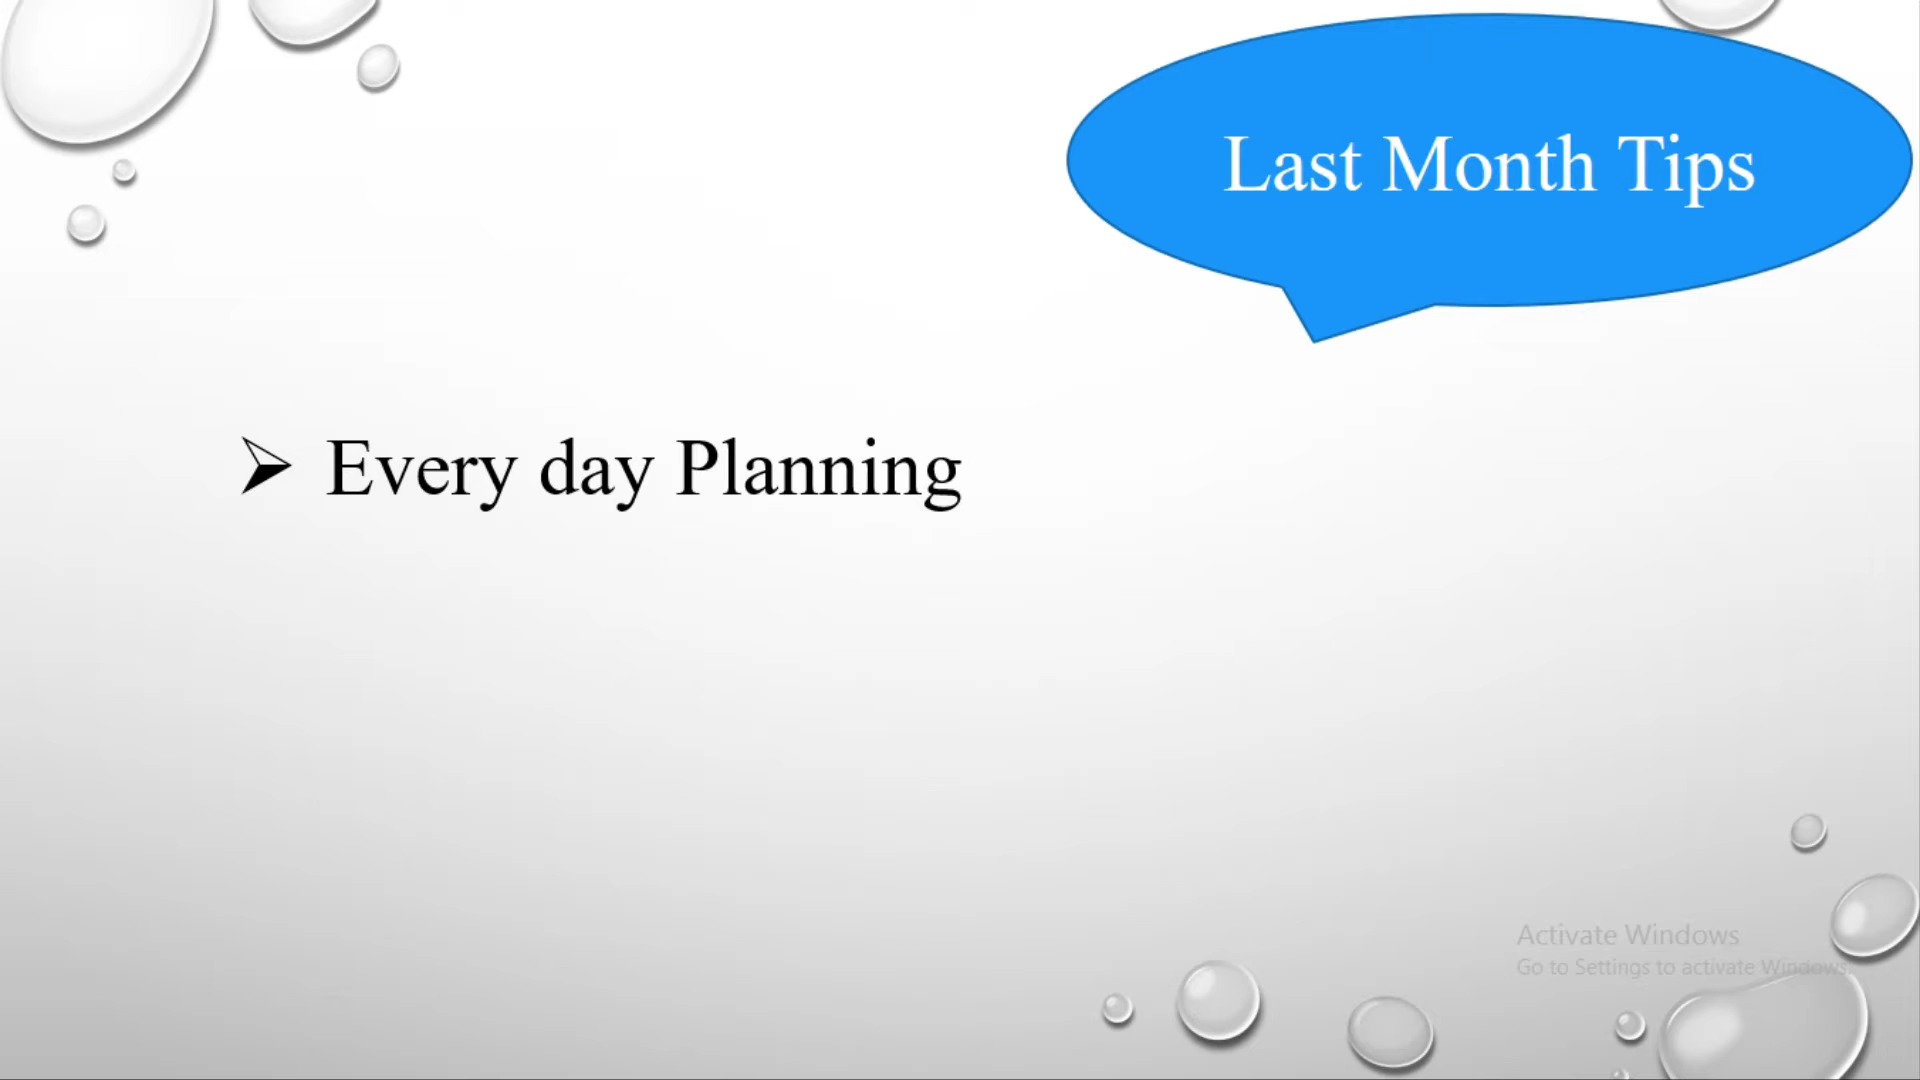 Last Month Tips
Every day Planning
Activate Windows
Go to Settings to activate Windows.